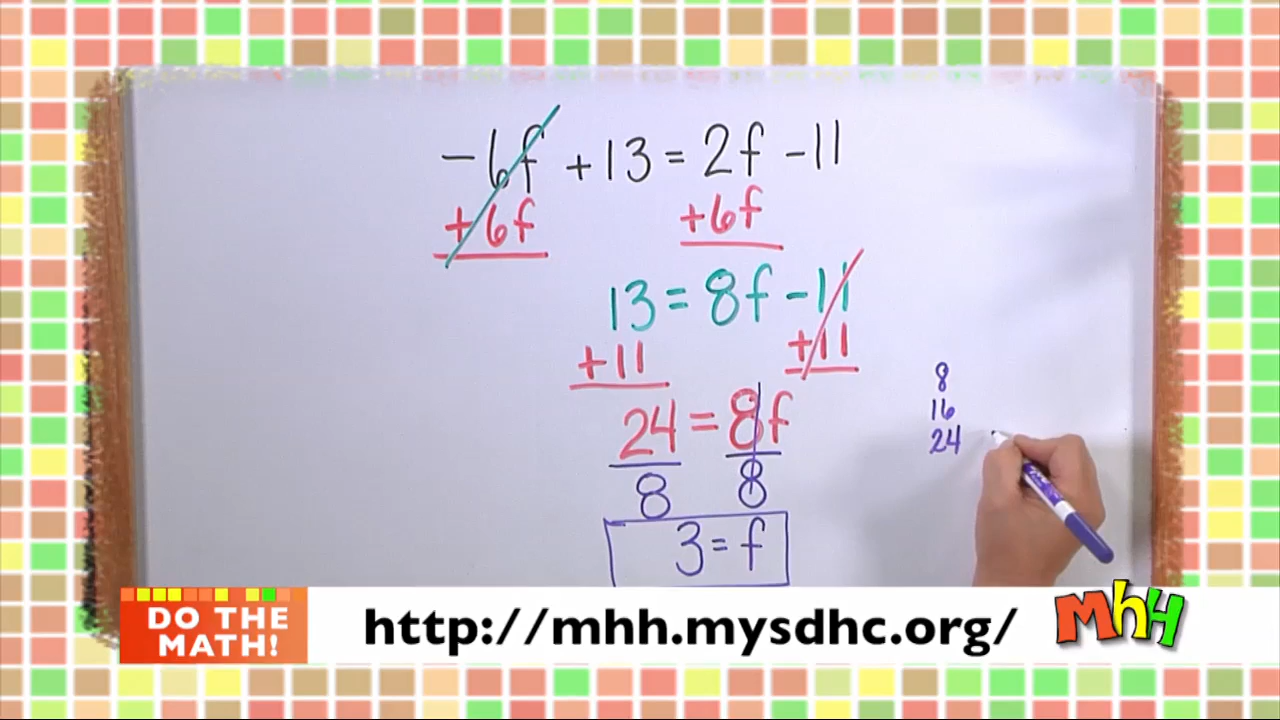 -6f +13 = 2f -11
+6f +6f
13 = 8f -11
+11 +11
24 = 8f
8 8
3 = f
8
16
24
DO THE
MATH!
http://mhh.mysdhc.org/
MhH